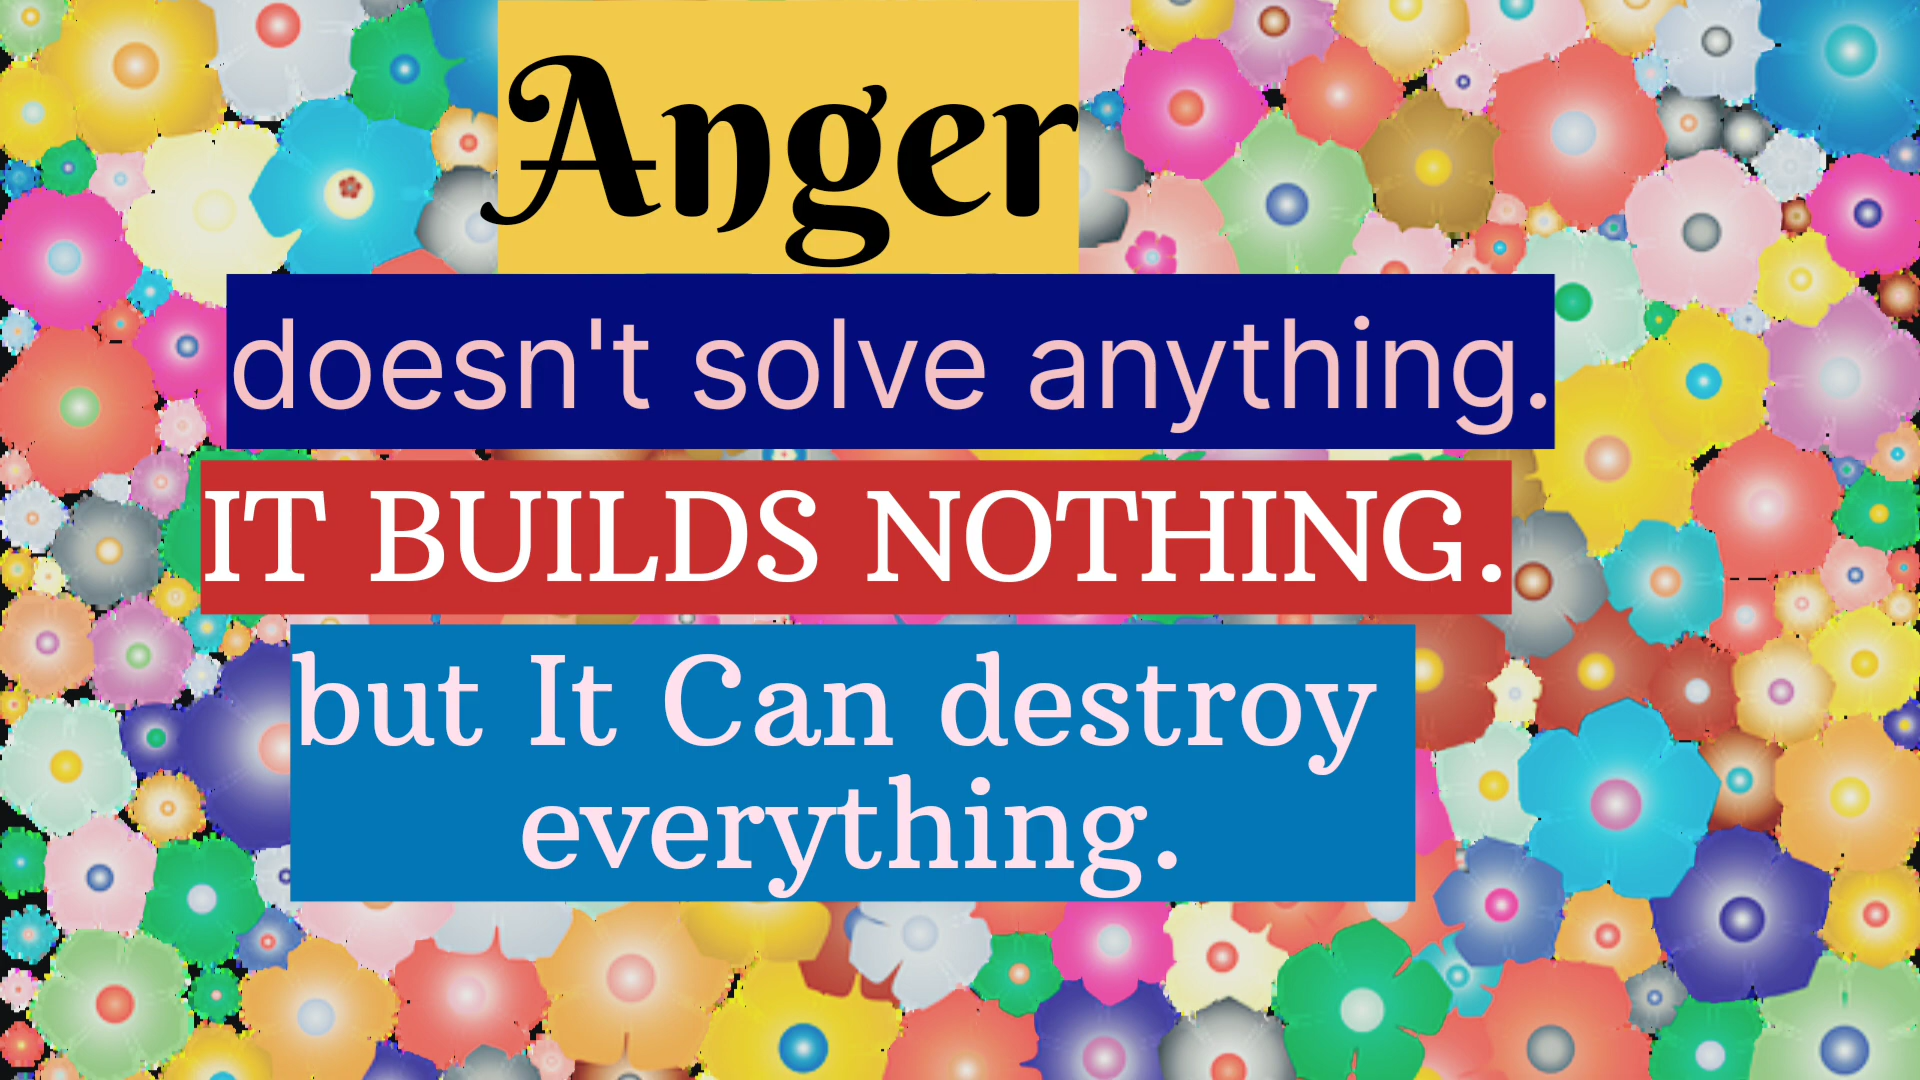 Anger
doesn't solve anything.
IT BUILDS NOTHING.
but It Can destroy
everything.